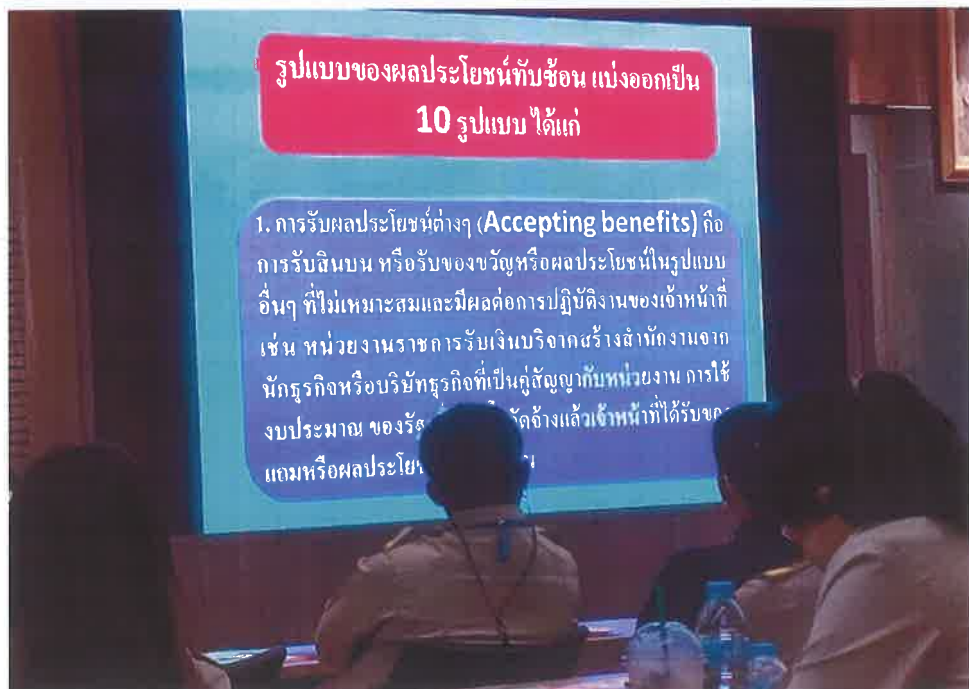 รูปแบบของผลประโยชน์ทับซ้อน แบ่งออกเป็น
10 รูปแบบ ได้แก่
1. การรับผลประโยชน์ต่างๆ (Accepting benefits) คือ
การรับสินบน หรือรับของขวัญหรือผลประโยชน์ในรูปแบบ
อื่นๆ ที่ไม่เหมาะสมและมีผลต่อการปฏิบัติงานของเจ้าหน้าที่
เช่น หน่วยงานราชการรับเงินบริจาคสร้างสำนักงานจาก
นักธุรกิจหรือบริษัทธุรกิจที่เป็นคู่สัญญากับหน่วยงาน การใช้
งบประมาณ ของ จัดจ้างแล้วเจ้าหน้าที่ได้รับของ
แถมหรือ